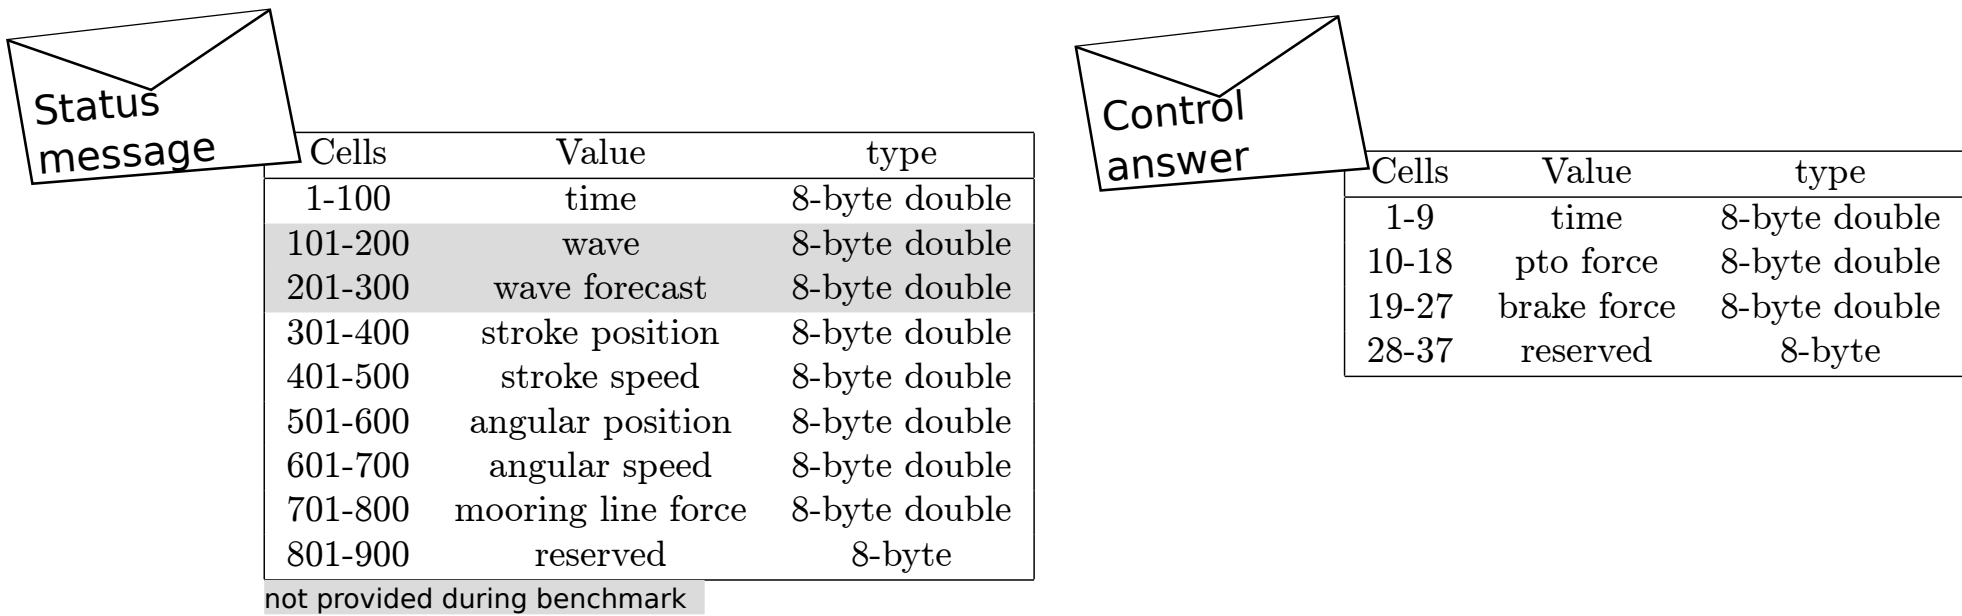 Status
message
Cells Value type
1-100 time 8-byte double
101-200 wave 8-byte double
201-300 wave forecast 8-byte double
301-400 stroke position 8-byte double
401-500 stroke speed 8-byte double
501-600 angular position 8-byte double
601-700 angular speed 8-byte double
701-800 mooring line force 8-byte double
801-900 reserved 8-byte
not provided during benchmark
Control
answer
Cells Value type
1-9 time 8-byte double
10-18 pto force 8-byte double
19-27 brake force 8-byte double
28-37 reserved 8-byte